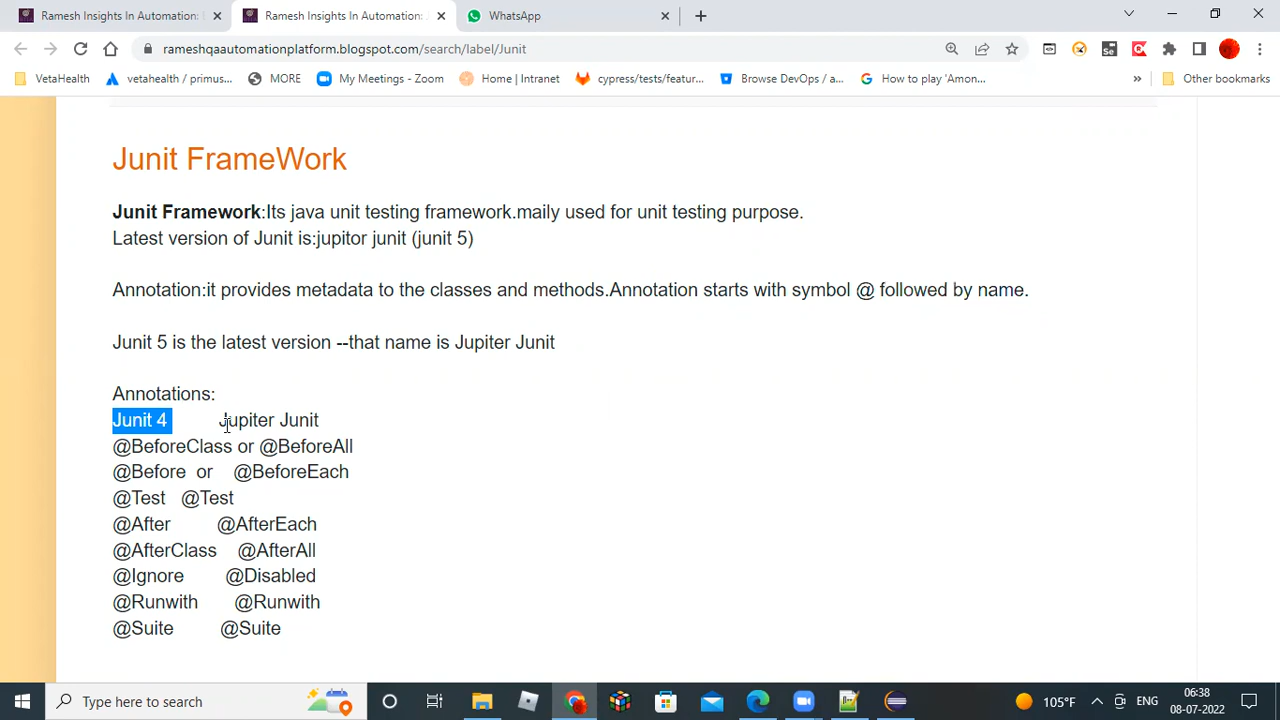 Ramesh Insights In Automation: I
Ramesh Insights In Automation: J
WhatsApp
rameshqaautomationplatform.blogspot.com/search/label/Junit
VetaHealth
vetahealth / primus...
MORE
My Meetings - Zoom
Home | Intranet
cypress/tests/featur...
Browse DevOps / a...
How to play 'Amon...
»
Other bookmarks
Junit FrameWork
Junit Framework:Its java unit testing framework.maily used for unit testing purpose.
Latest version of Junit is:jupitor junit (junit 5)
Annotation:it provides metadata to the classes and methods.Annotation starts with symbol @ followed by name.
Junit 5 is the latest version --that name is Jupiter Junit
Annotations:
Junit 4 Jupiter Junit
@BeforeClass or @BeforeAll
@Before or @BeforeEach
@Test @Test
@After @AfterEach
@AfterClass @AfterAll
@Ignore @Disabled
@Runwith @Runwith
@Suite @Suite
Type here to search
105°F
ENG
06:38
08-07-2022